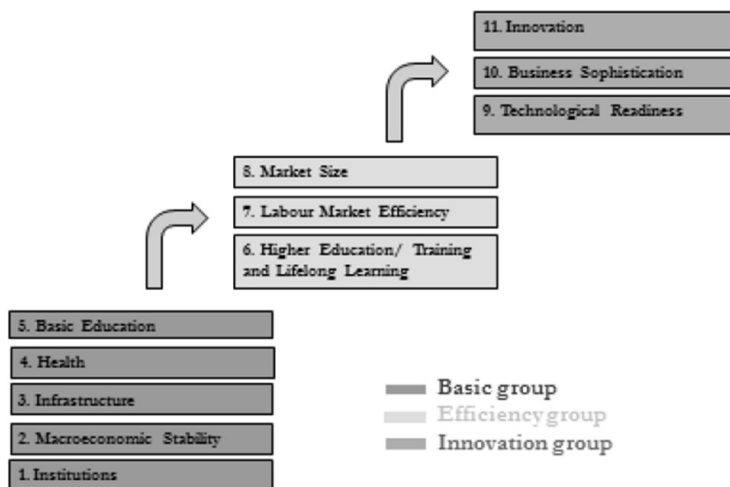 11. Innovation
10. Business Sophistication
9. Technological Readiness
8. Market Size
7. Labour Market Efficiency
6. Higher Education/ Training
and Lifelong Learning
5. Basic Education
4. Health
3. Infrastructure
2. Macroeconomic Stability
1. Institutions
Basic group
Efficiency group
Innovation group